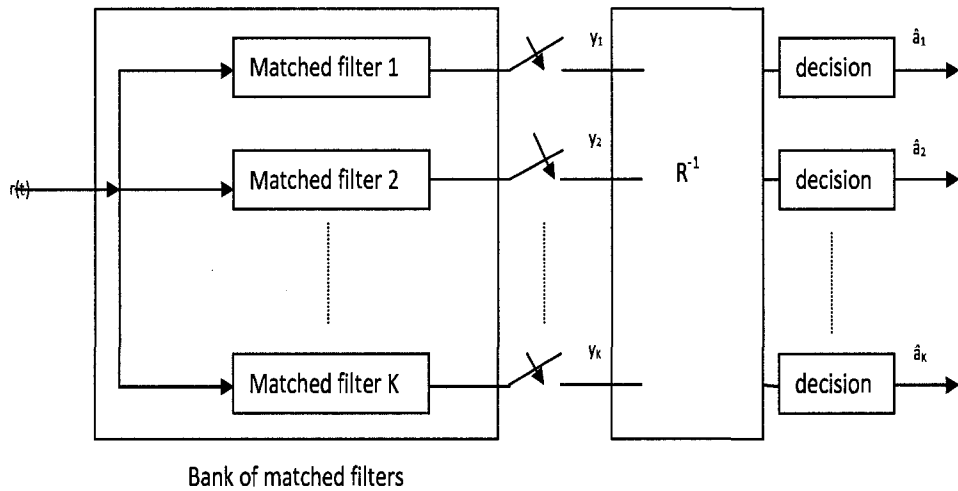 y₁
â₁
Matched filter 1
decision
y₂
â₂
r(t)
Matched filter 2
R⁻¹
decision
yₖ
âₖ
Matched filter K
decision
Bank of matched filters